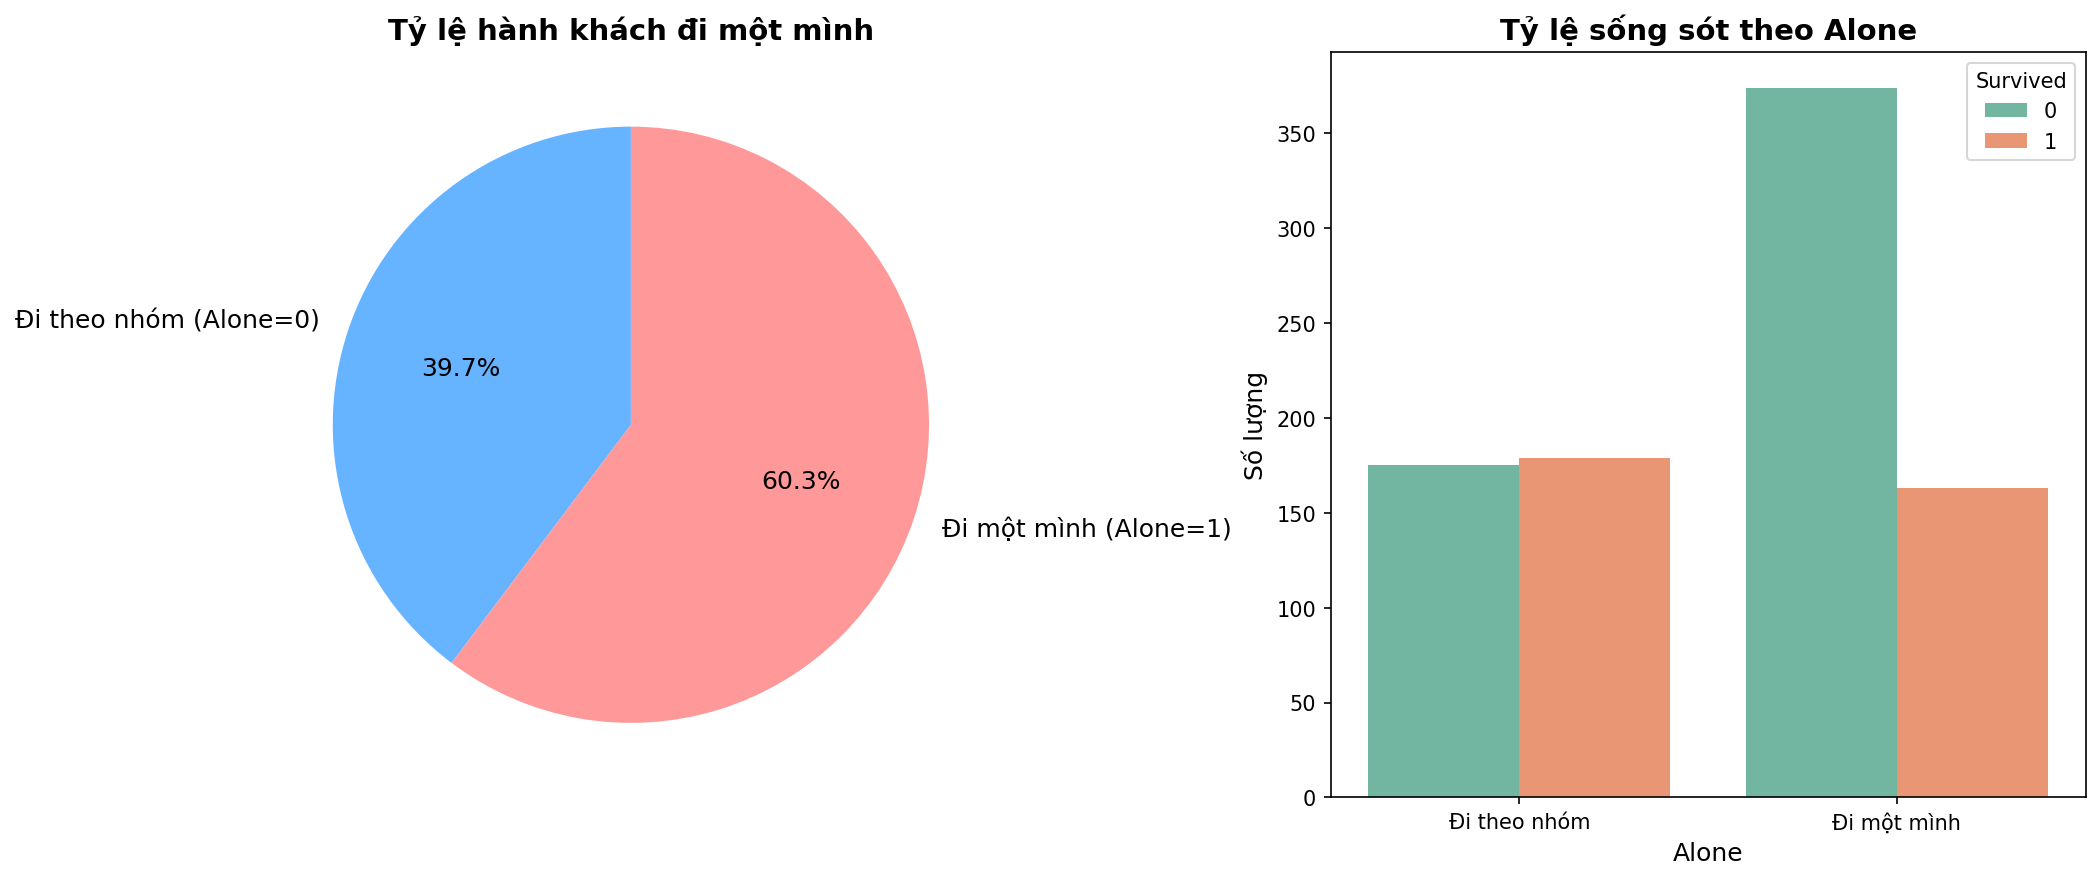 Tỷ lệ hành khách đi một mình
Đi theo nhóm (Alone=0)
39.7%
60.3%
Đi một mình (Alone=1)
Tỷ lệ sống sót theo Alone
Survived
0
1
Số lượng
350
300
250
200
150
100
50
0
Đi theo nhóm
Đi một mình
Alone